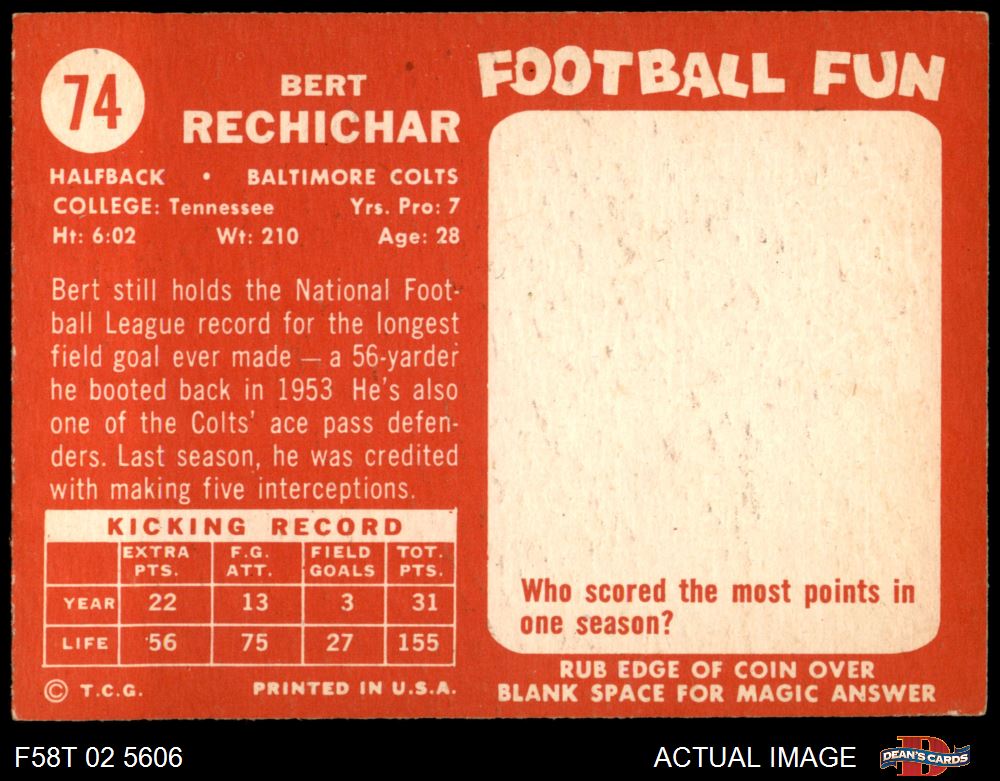 74
BERT
RECHICHAR
HALFBACK • BALTIMORE COLTS
COLLEGE: Tennessee Yrs. Pro: 7
Ht: 6:02 Wt: 210 Age: 28
Bert still holds the National Foot-
ball League record for the longest
field goal ever made — a 56-yarder
he booted back in 1953 He's also
one of the Colts' ace pass defen-
ders. Last season, he was credited
with making five interceptions.
KICKING RECORD
EXTRA PTS. F.G. ATT. FIELD GOALS TOT. PTS.
YEAR 22 13 3 31
LIFE 56 75 27 155
© T.C.G. PRINTED IN U.S.A.
FOOTBALL FUN
Who scored the most points in
one season?
RUB EDGE OF COIN OVER
BLANK SPACE FOR MAGIC ANSWER
F58T 02 5606 ACTUAL IMAGE DEAN'S CARDS